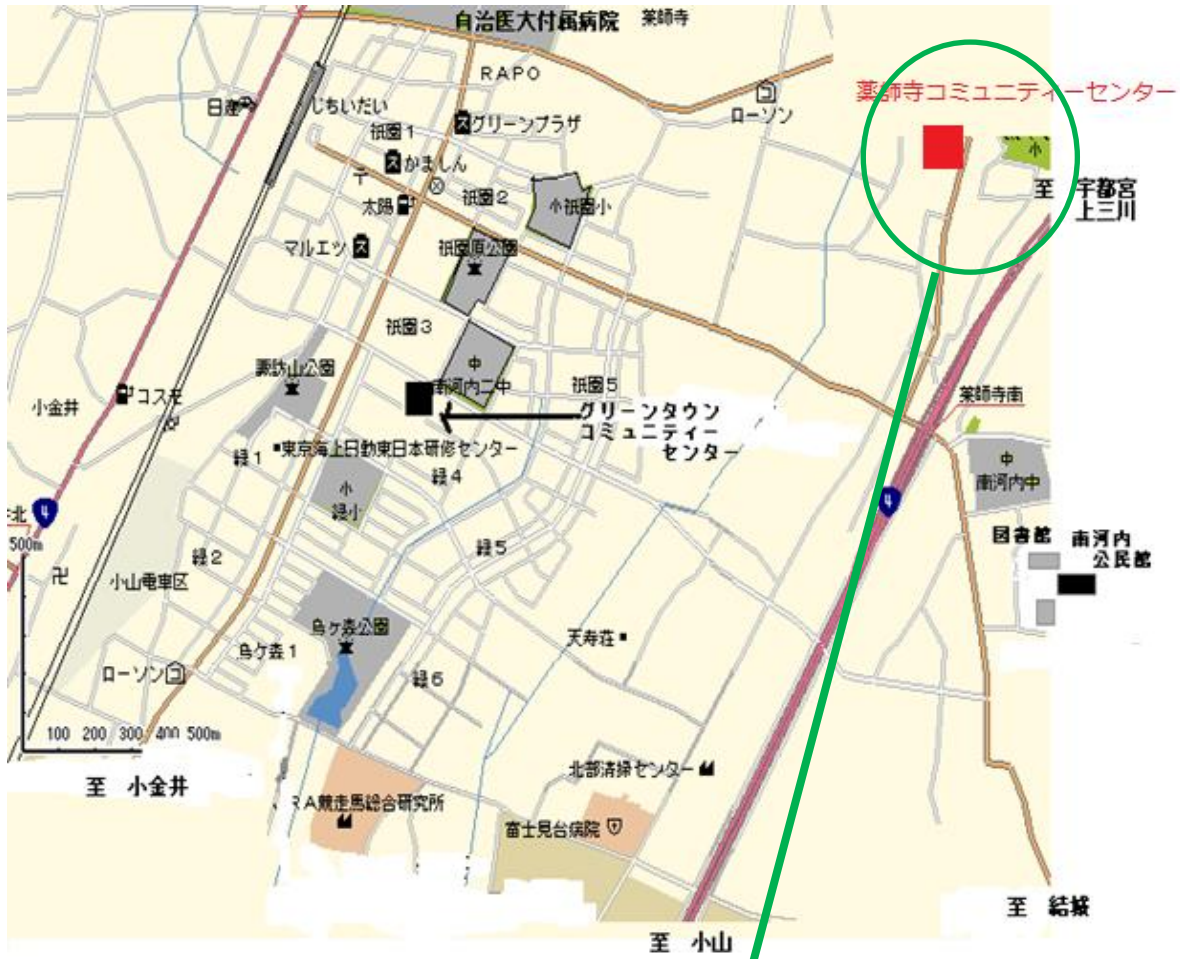 自治医大付属病院
薬師寺
RAPO
日産
じちいだい
ローソン
薬師寺コミュニティーセンター
グリーンプラザ
祇園1
かましん
小
至 宇都宮
上三川
太陽
祇園2
小祇園小
マルエツ
祇園原公園
祇園3
諏訪山公園
中
南河内二中
祇園5
小金井
コスモ
グリーンタウン
コミュニティー
センター
薬師寺南
東京海上日動東日本研修センター
緑1
緑4
中
南河内中
小
緑小
4
北
4
500m
緑2
緑5
図書館
南河内
公民館
卍
小山電車区
烏ケ森公園
天寿荘
烏ケ森1
ローソン
緑6
100 200 300 400 500m
至 小金井
北部清掃センター
RA競走馬総合研究所
富士見台病院
至 結城
至 小山